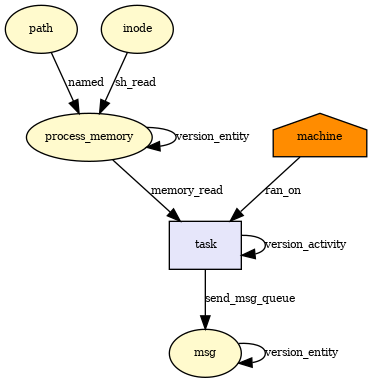 path
inode
named
sh_read
process_memory
version_entity
machine
memory_read
ran_on
task
version_activity
send_msg_queue
msg
version_entity